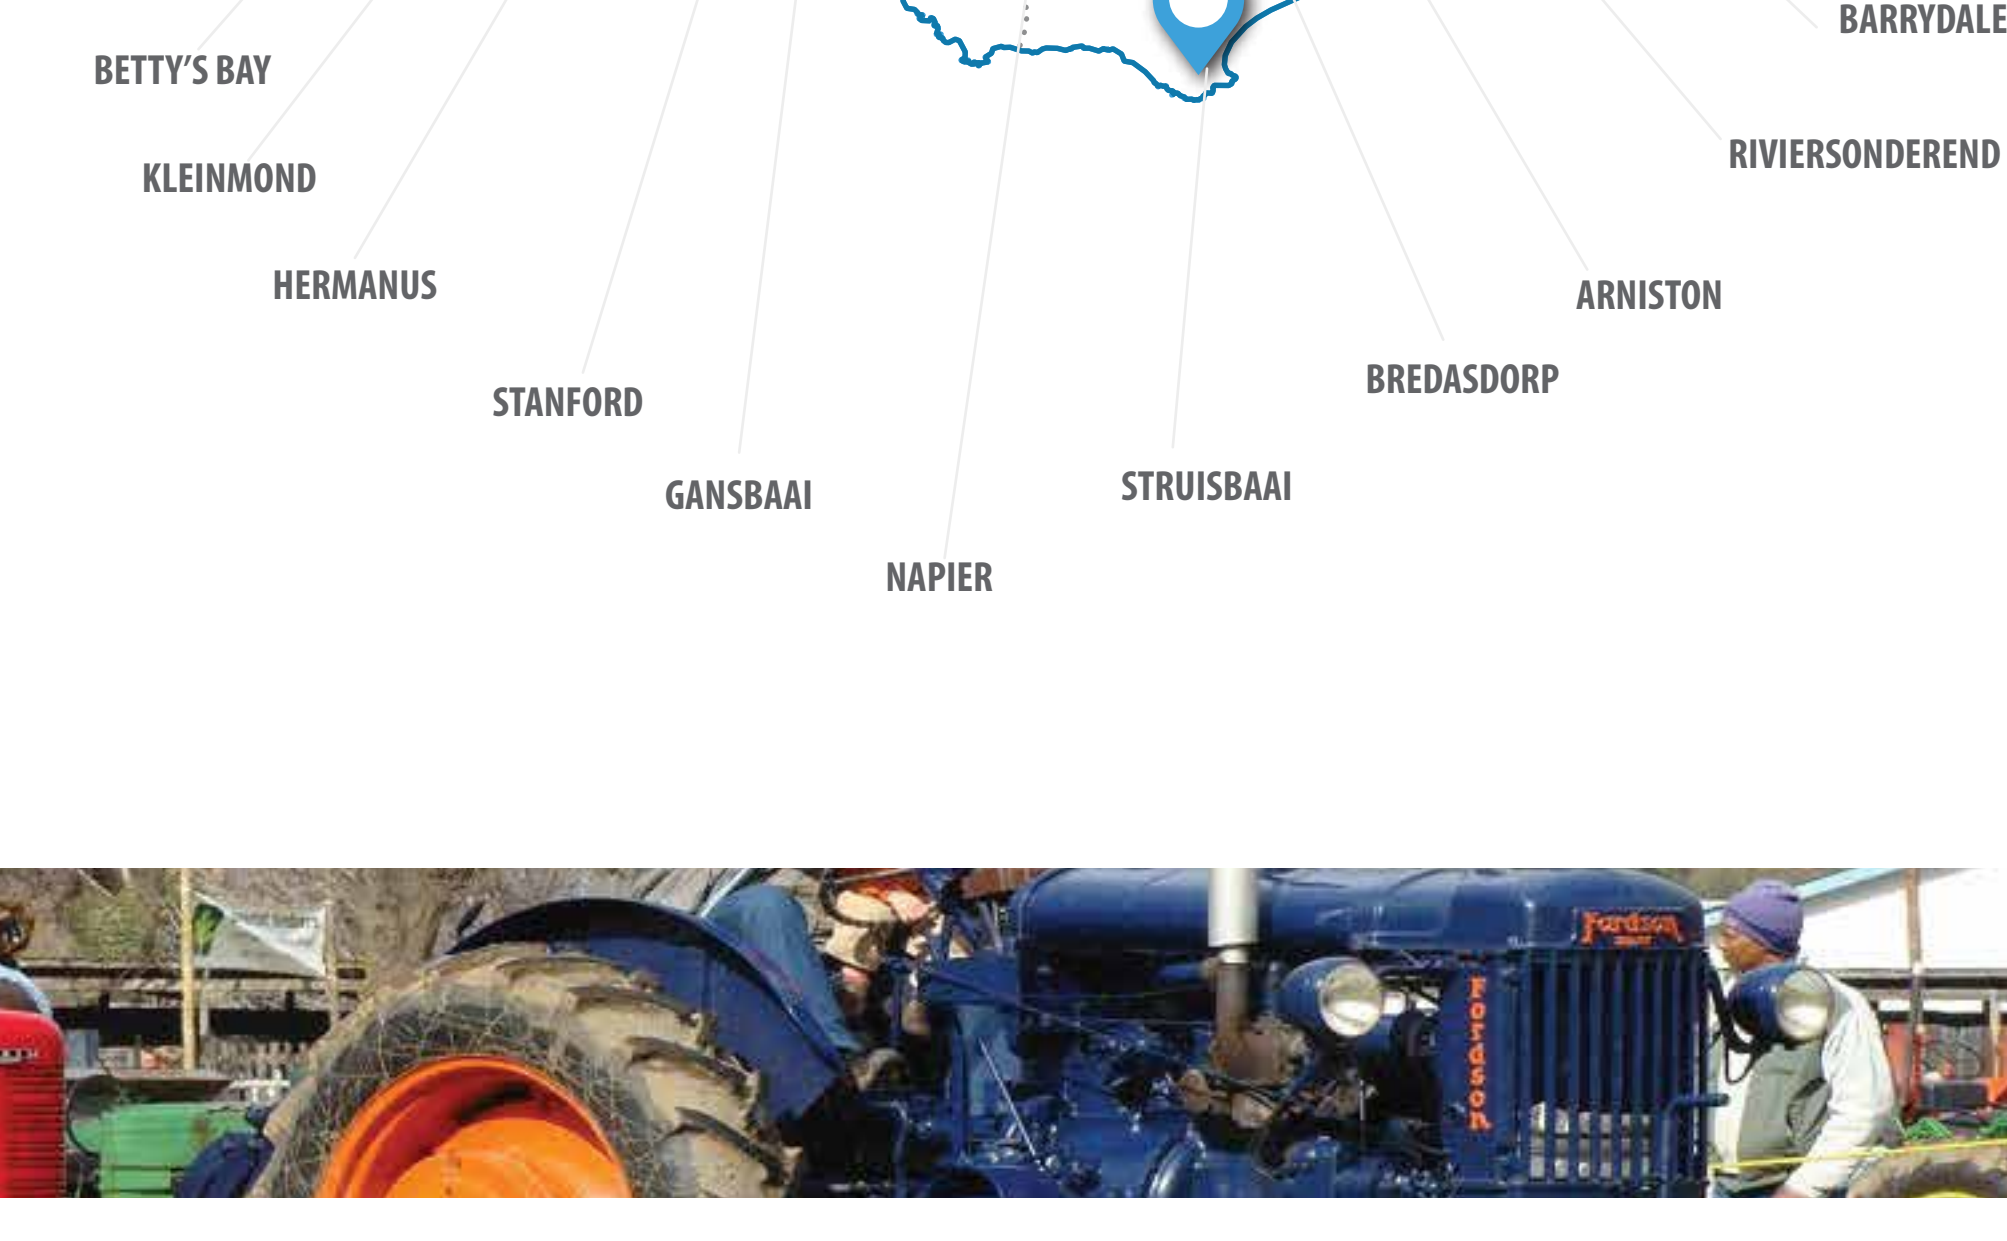 BARRYDALE
BETTY'S BAY
RIVIERSONDEREND
KLEINMOND
HERMANUS
ARNISTON
BREDASDORP
STANFORD
STRUISBAAI
GANSBAAI
NAPIER
Fordson
Fordson